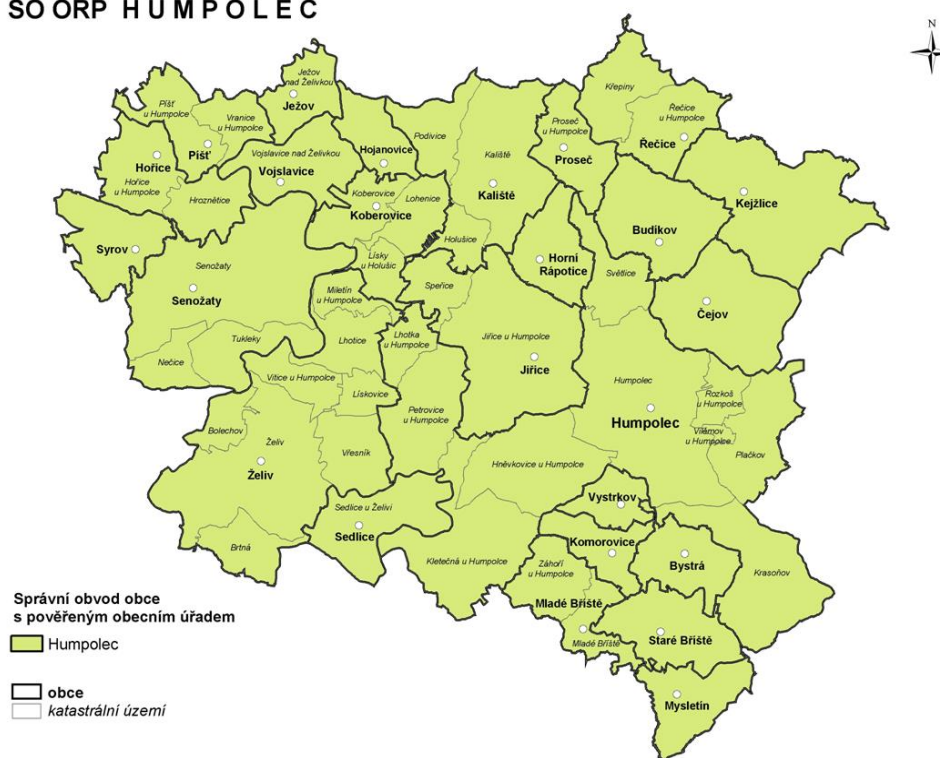 SO ORP HUMPOLEC
N
Ježov
nad Želivkou
Ježov
Píšť
u Humpolce
Vranice
u Humpolce
Píšť
Hořice
Hořice
u Humpolce
Vojslavice nad Želivkou
Vojslavice
Hojanovice
Podivice
Kaliště
Kaliště
Proseč
u Humpolce
Proseč
Křepiny
Řečice
u Humpolce
Řečice
Kejžlice
Hroznětice
Koberovice
Koberovice
Lohenice
Holušice
Syrov
Senožaty
Senožaty
Lísky
u Holušic
Miletín
u Humpolce
Speřice
Horní
Rápotice
Budíkov
Světlice
Čejov
Nečice
Tukleky
Lhotice
Lhotka
u Humpolce
Jiřice u Humpolce
Jiřice
Vitice u Humpolce
Lískovice
Petrovice
u Humpolce
Humpolec
Humpolec
Rozkoš
u Humpolce
Vilémov
u Humpolce
Plačkov
Bolechov
Želiv
Želiv
Vřesník
Hněvkovice u Humpolce
Sedlice u Želivi
Sedlice
Brtná
Kletečná u Humpolce
Vystrkov
Komorovice
Záhoří
u Humpolce
Bystrá
Krasoňov
Mladé Bříště
Mladé Bříště
Staré Bříště
Mysletín
Správní obvod obce
s pověřeným obecním úřadem
Humpolec
obce
katastrální území